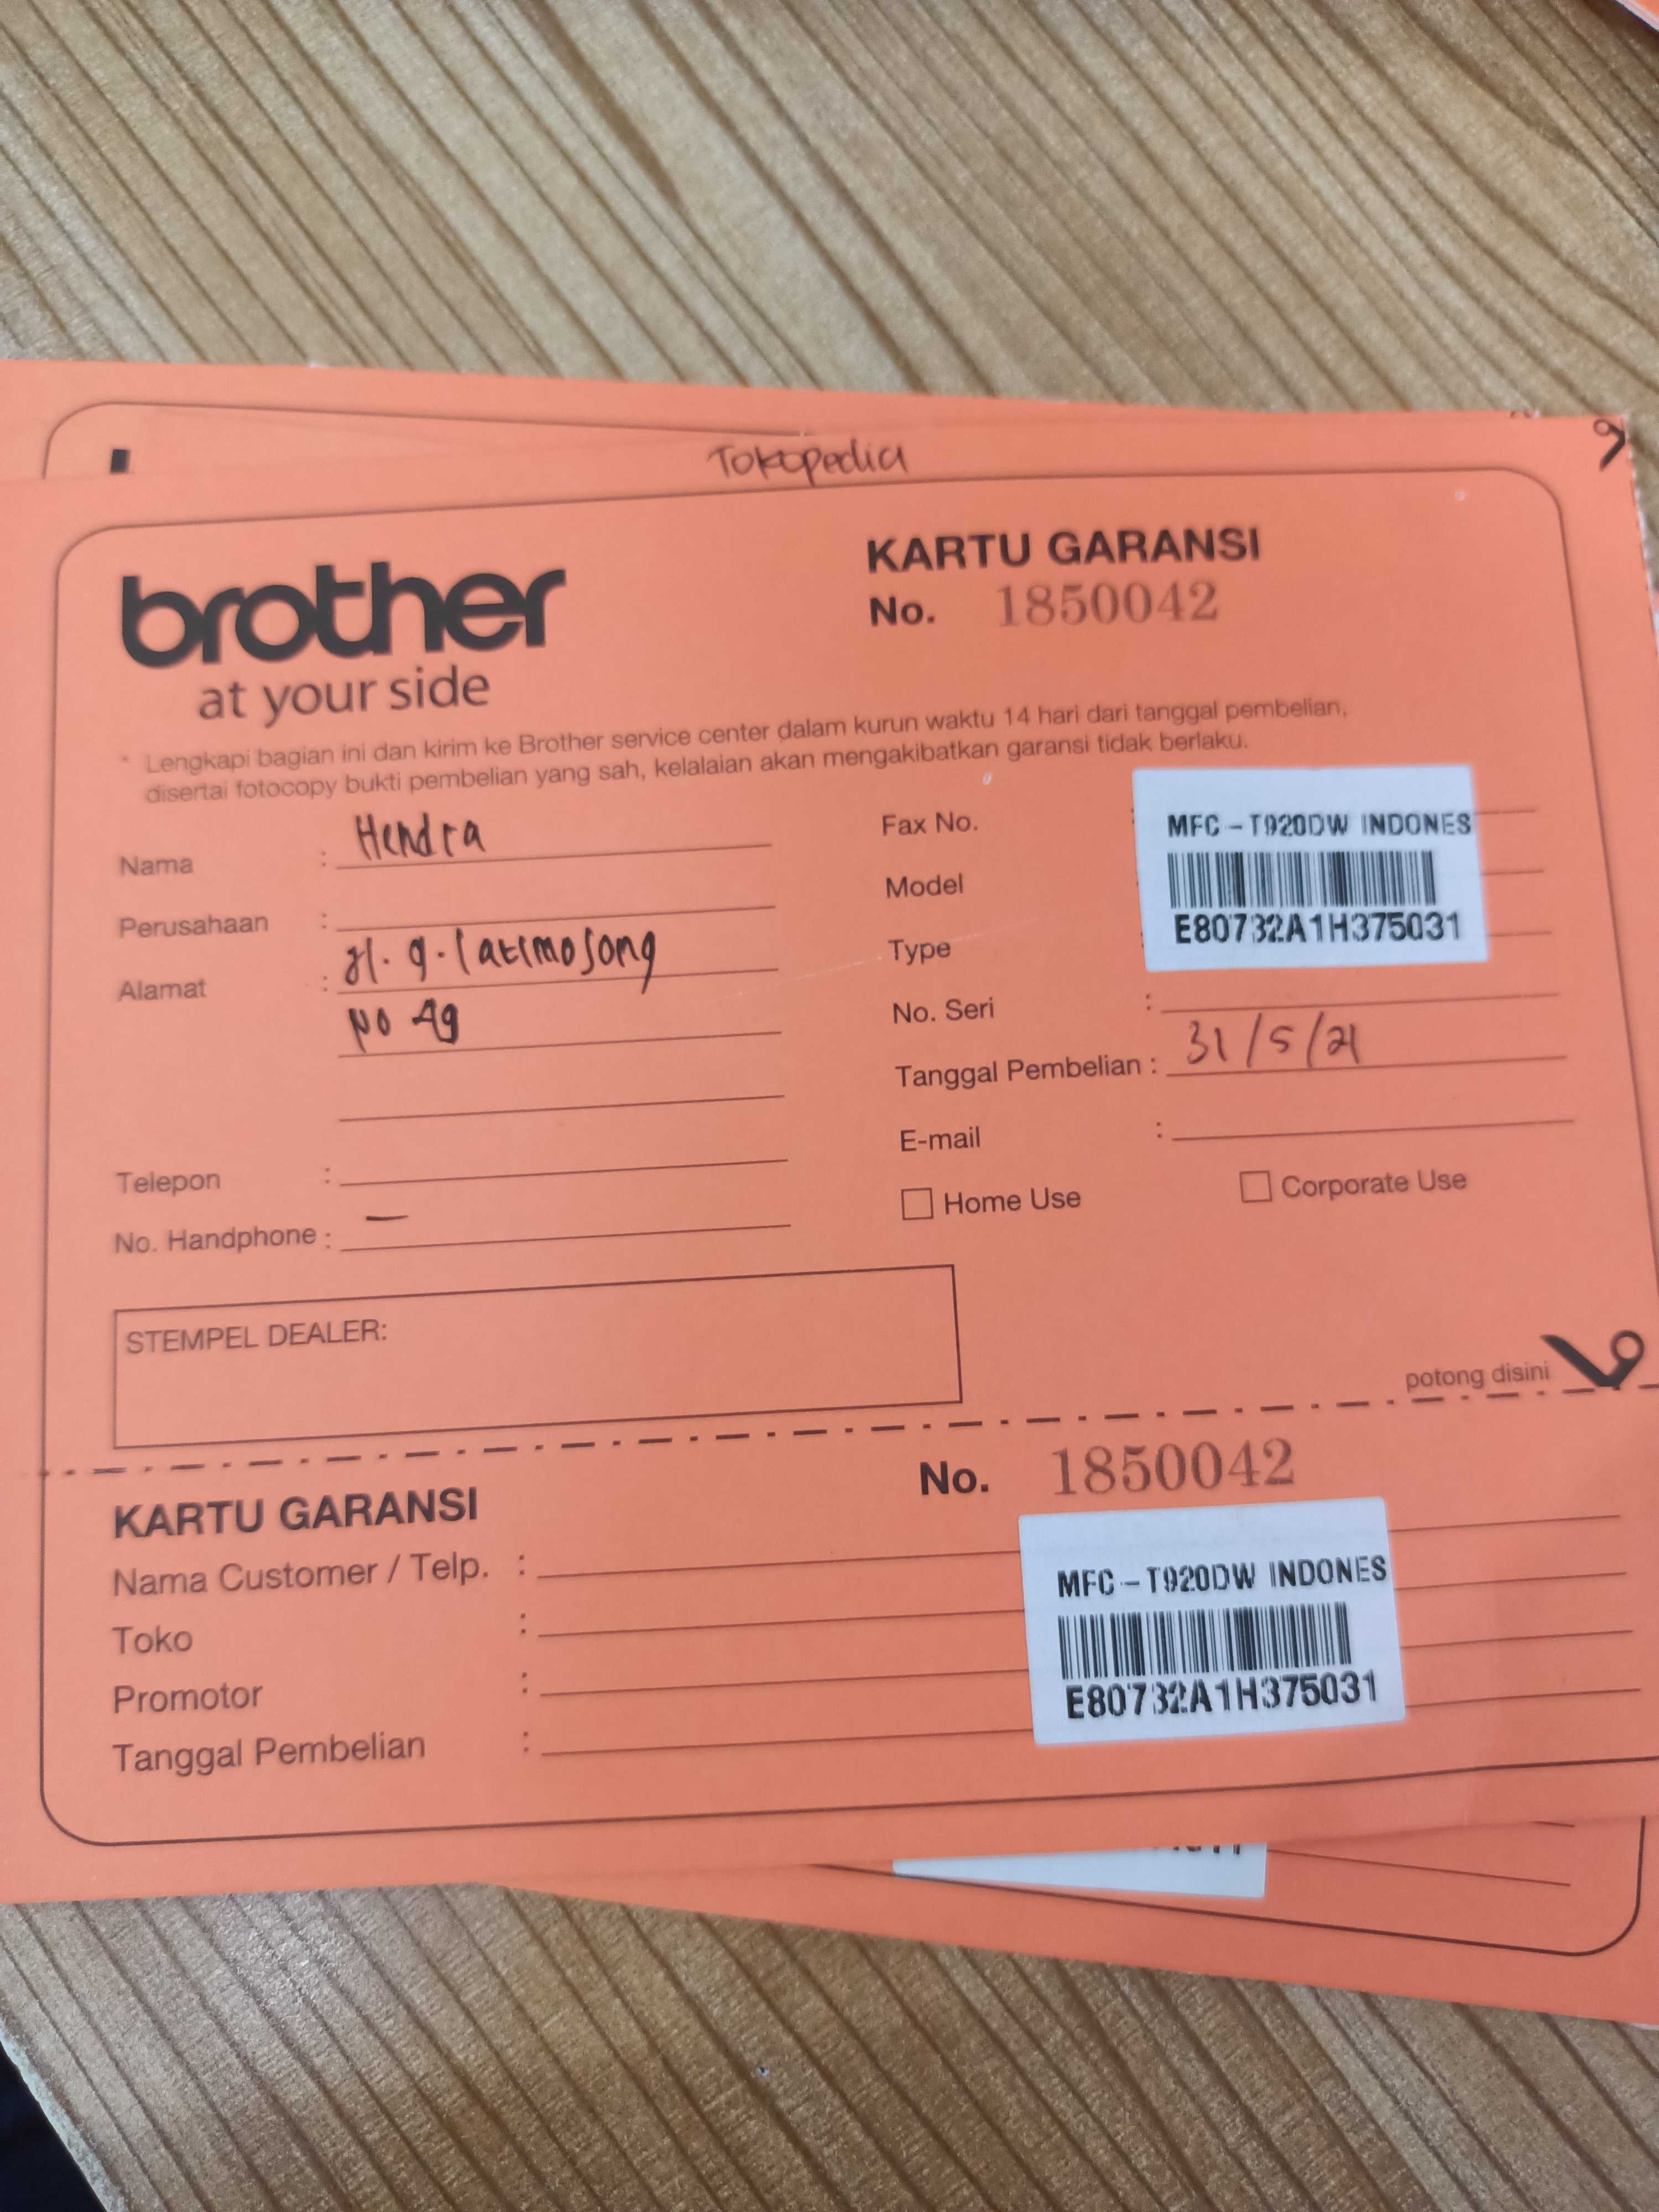 Tokopedia
brother
at your side
KARTU GARANSI
No. 1850042
* Lengkapi bagian ini dan kirim ke Brother service center dalam kurun waktu 14 hari dari tanggal pembelian,
disertai fotocopy bukti pembelian yang sah, kelalaian akan mengakibatkan garansi tidak berlaku.
Nama : Hendra
Perusahaan :
Alamat : Jl. g. latimojong
no 49
Telepon :
No. Handphone : —
Fax No. :
Model
Type
MFC-T920DW INDONES
E80732A1H375031
No. Seri :
Tanggal Pembelian : 31/5/21
E-mail :
Home Use
Corporate Use
STEMPEL DEALER:
potong disini
KARTU GARANSI
No. 1850042
Nama Customer / Telp. :
Toko :
Promotor :
Tanggal Pembelian :
MFC-T920DW INDONES
E80732A1H375031